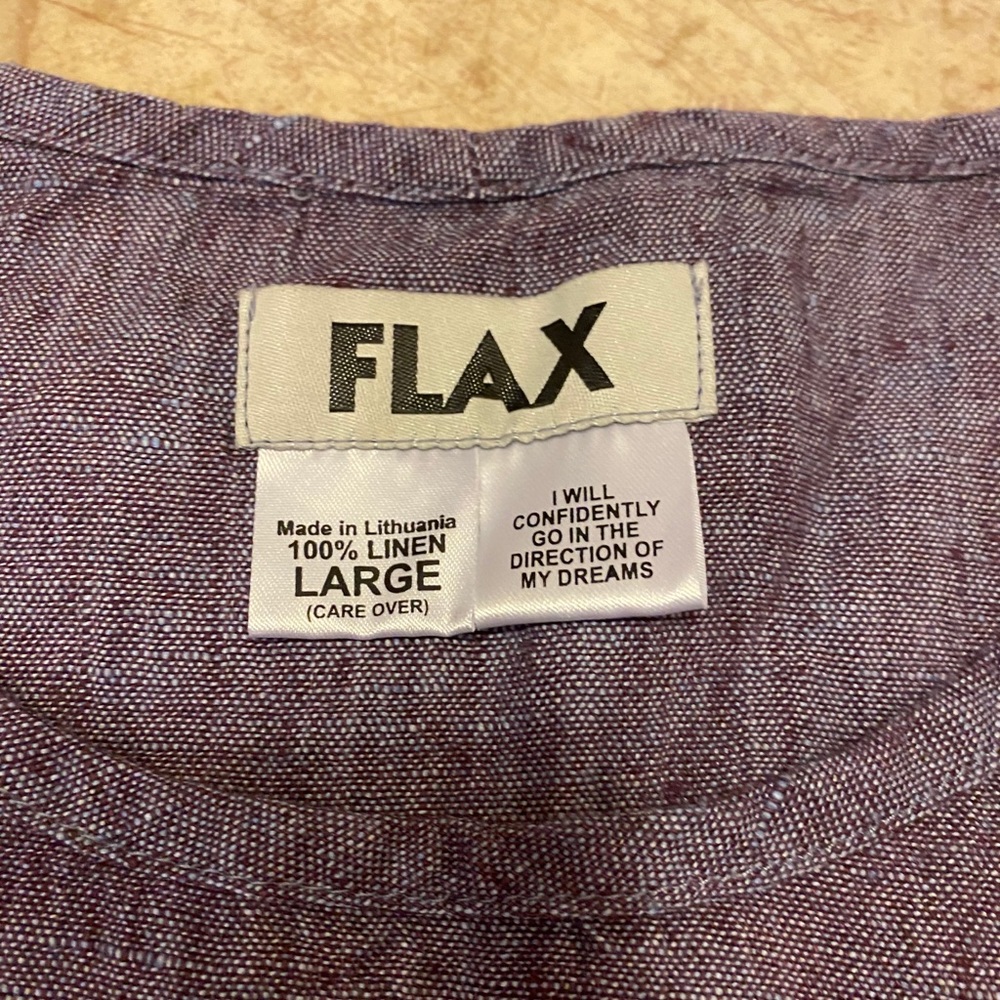 FLAX
Made in Lithuania
100% LINEN
LARGE
(CARE OVER)
I WILL
CONFIDENTLY
GO IN THE
DIRECTION OF
MY DREAMS